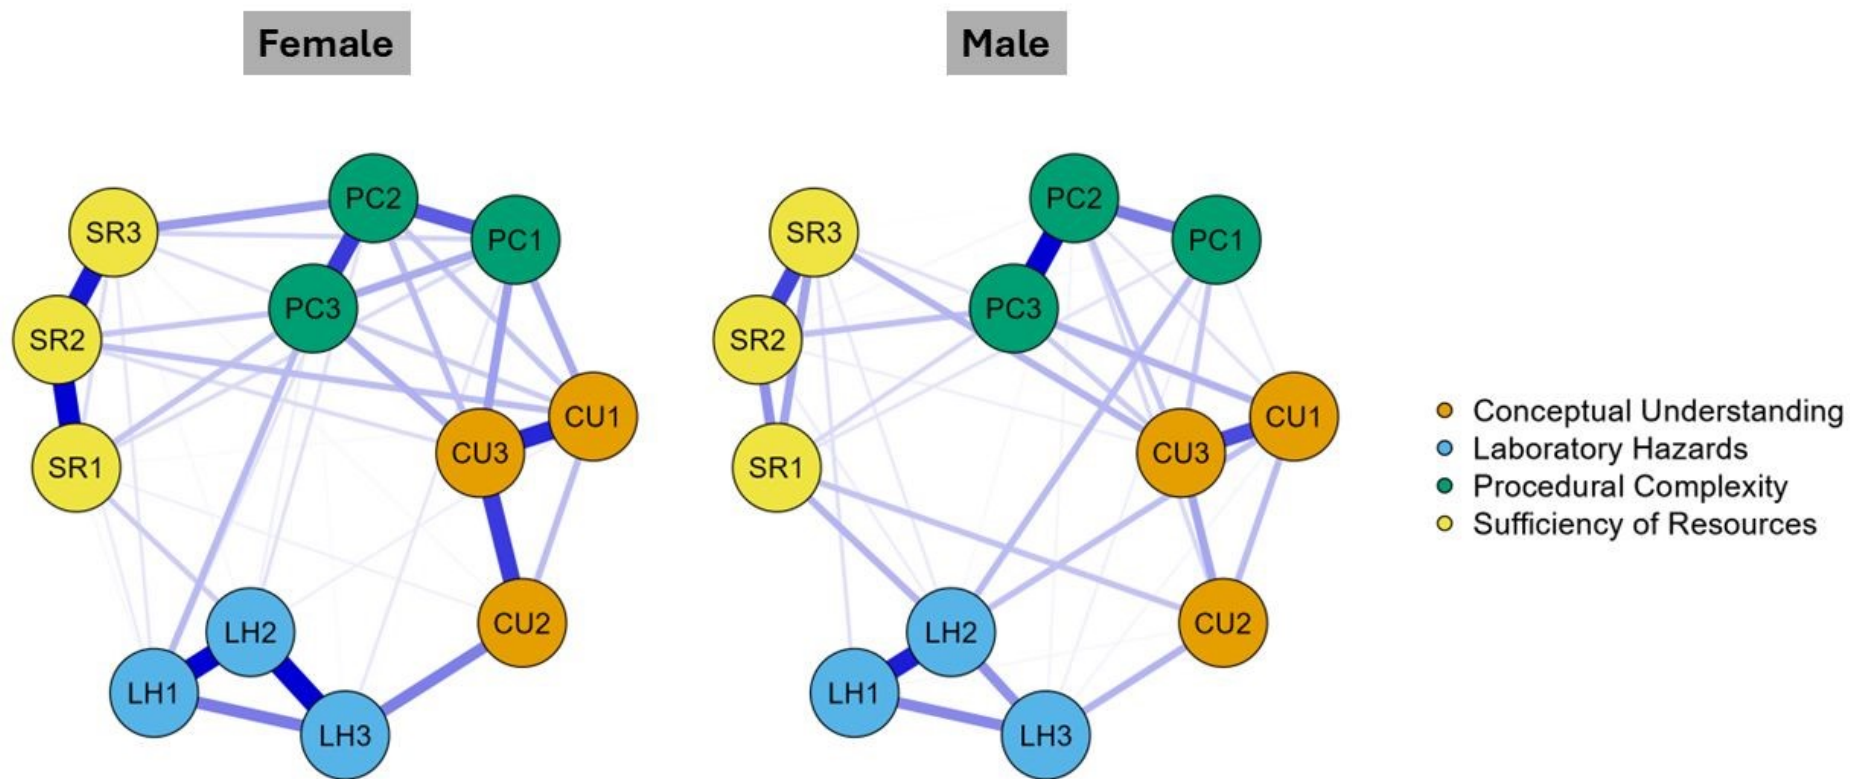 Female
Male
PC2
SR3
PC1
PC3
SR2
CU1
CU3
SR1
CU2
LH2
LH1
LH3
PC2
SR3
PC1
PC3
SR2
CU1
CU3
SR1
CU2
LH2
LH1
LH3
Conceptual Understanding
Laboratory Hazards
Procedural Complexity
Sufficiency of Resources